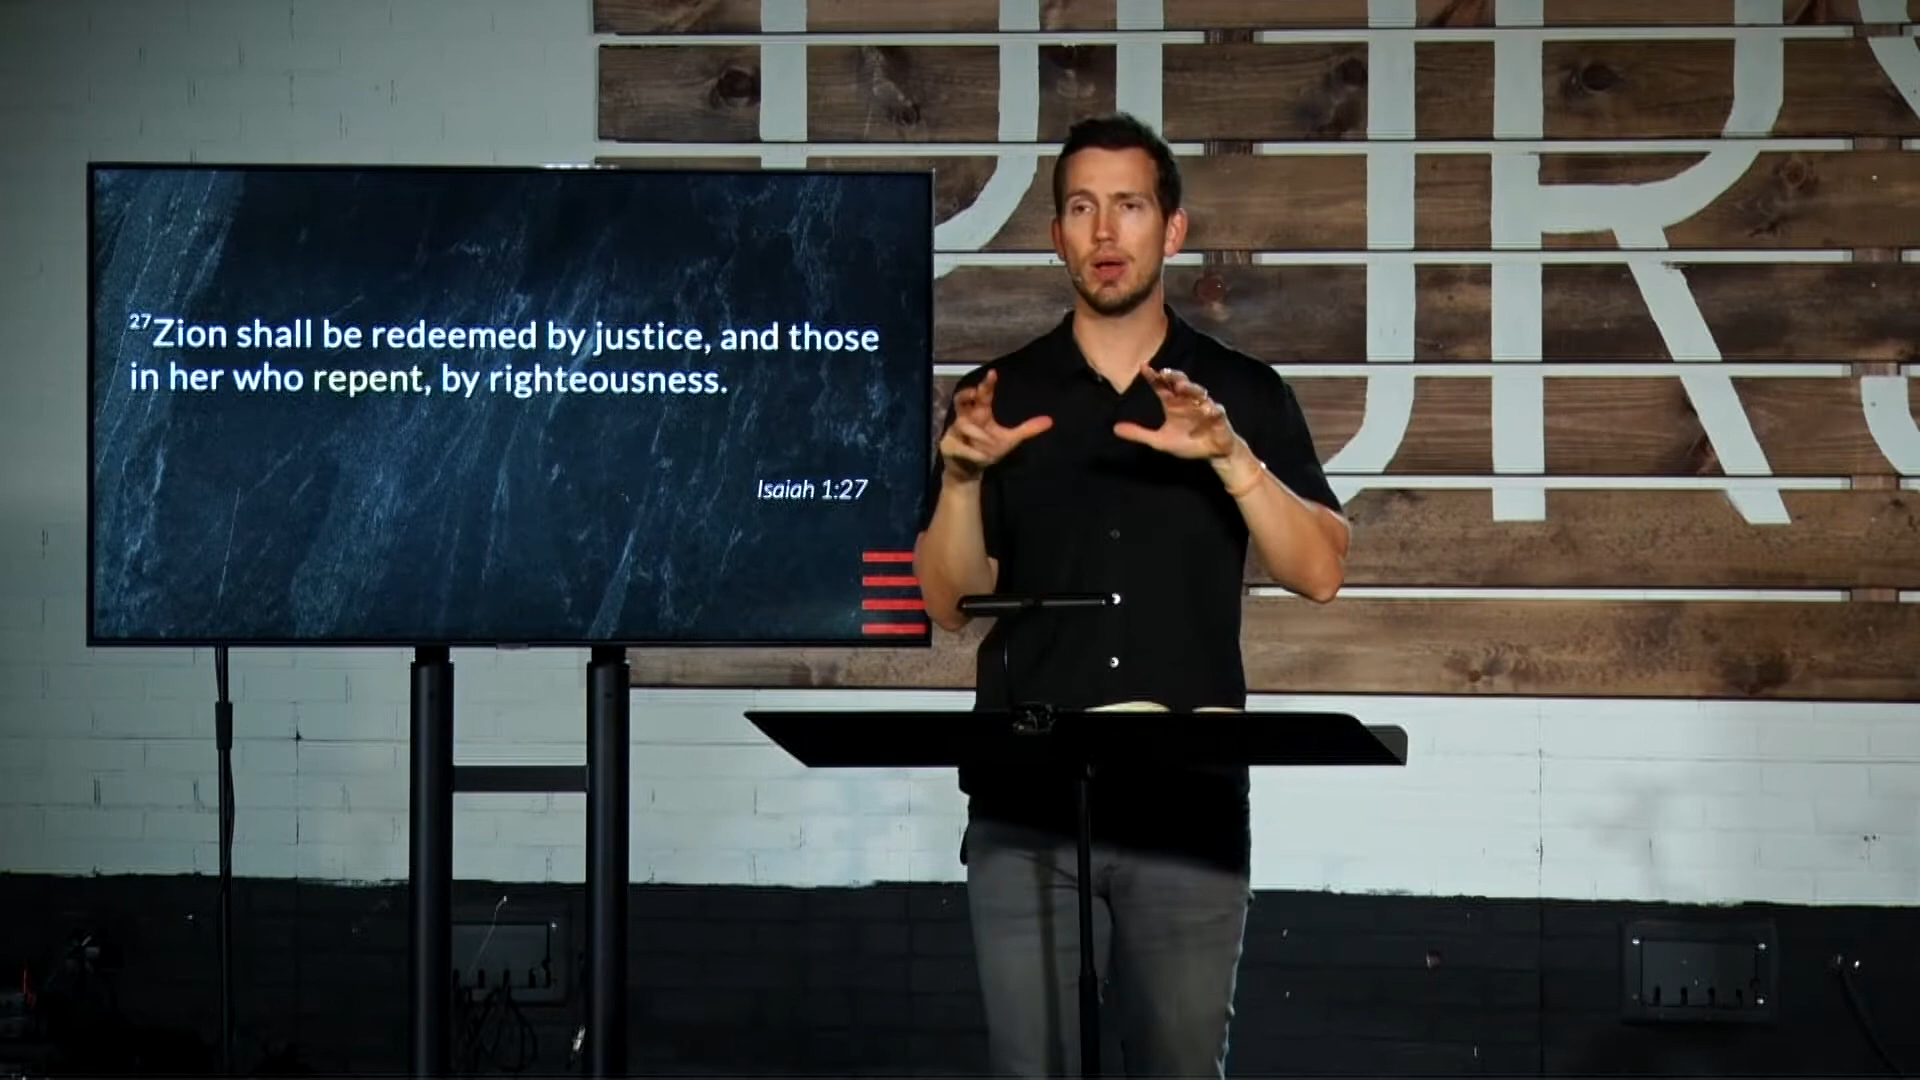 27Zion shall be redeemed by justice, and those
in her who repent, by righteousness.
Isaiah 1:27